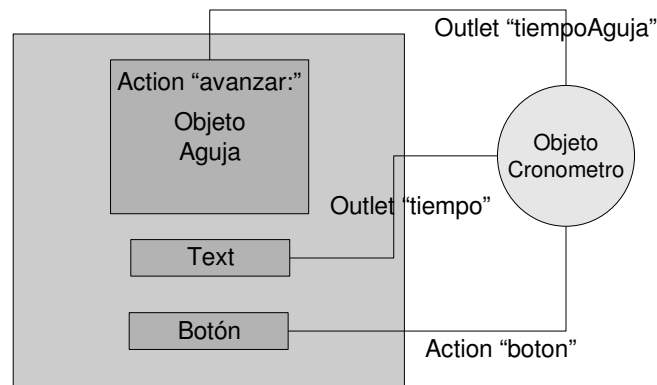 Outlet “tiempoAguja”
Action “avanzar:”
Objeto
Aguja
Objeto
Cronometro
Outlet “tiempo”
Text
Botón
Action “boton”